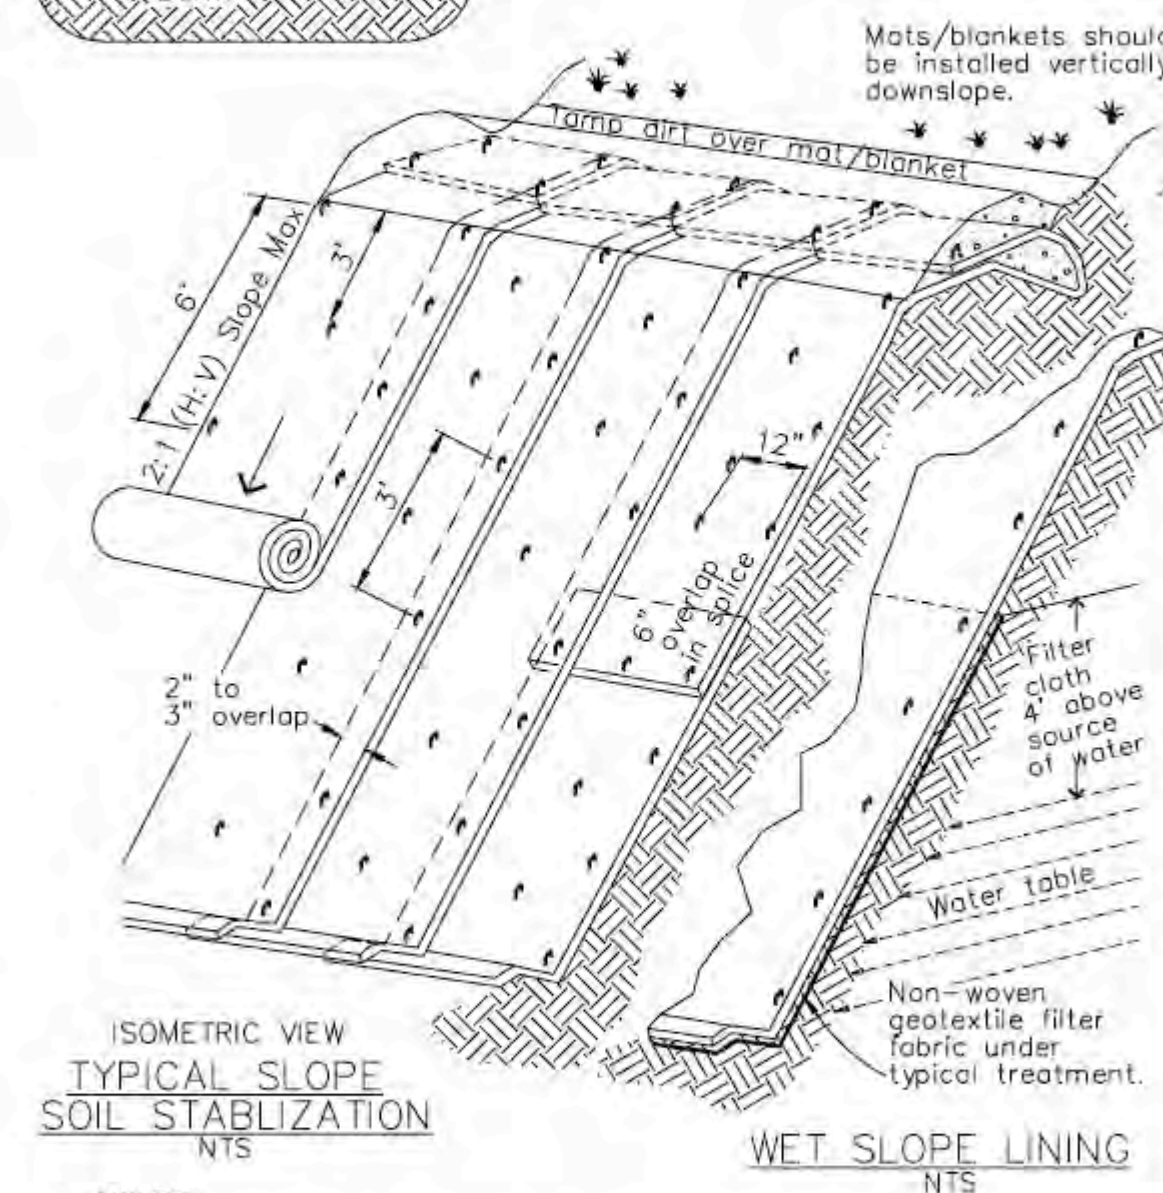 Mats/blankets should
be installed vertically
downslope.
Tamp dirt over mat/blanket
6'
2:1 (H:V) Slope Max
3"
12"
3'
6"
overlap
in splice
2" to
3" overlap
Filter
cloth
4' above
source
of water
Water table
Non-woven
geotextile filter
fabric under
typical treatment.
ISOMETRIC VIEW
TYPICAL SLOPE
SOIL STABLIZATION
NTS
WET SLOPE LINING
NTS